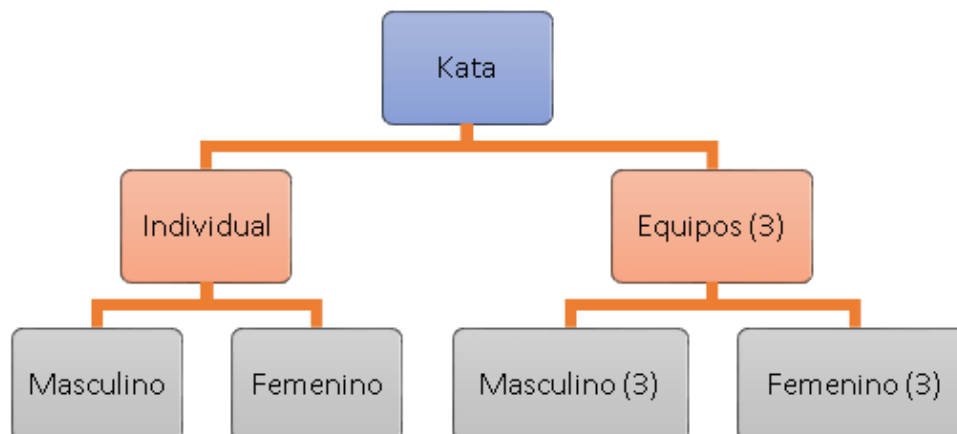 Kata
Individual
Equipos (3)
Masculino
Femenino
Masculino (3)
Femenino (3)